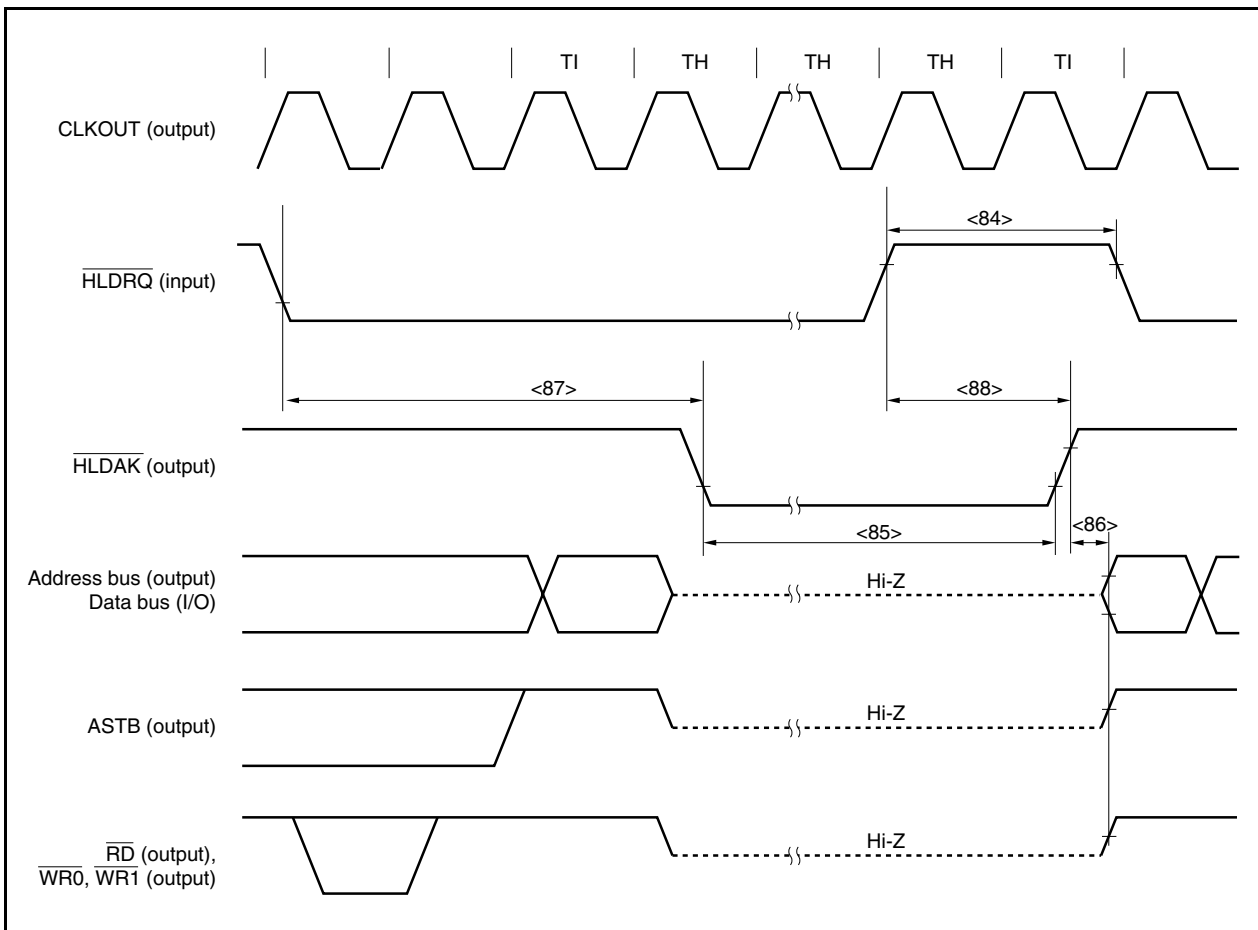 TI TH TH TH TI
CLKOUT (output)
<84>
HLDRQ (input)
<87> <88>
HLDAK (output)
<85> <86>
Address bus (output)
Data bus (I/O)
Hi-Z
ASTB (output)
Hi-Z
RD (output),
WR0, WR1 (output)
Hi-Z